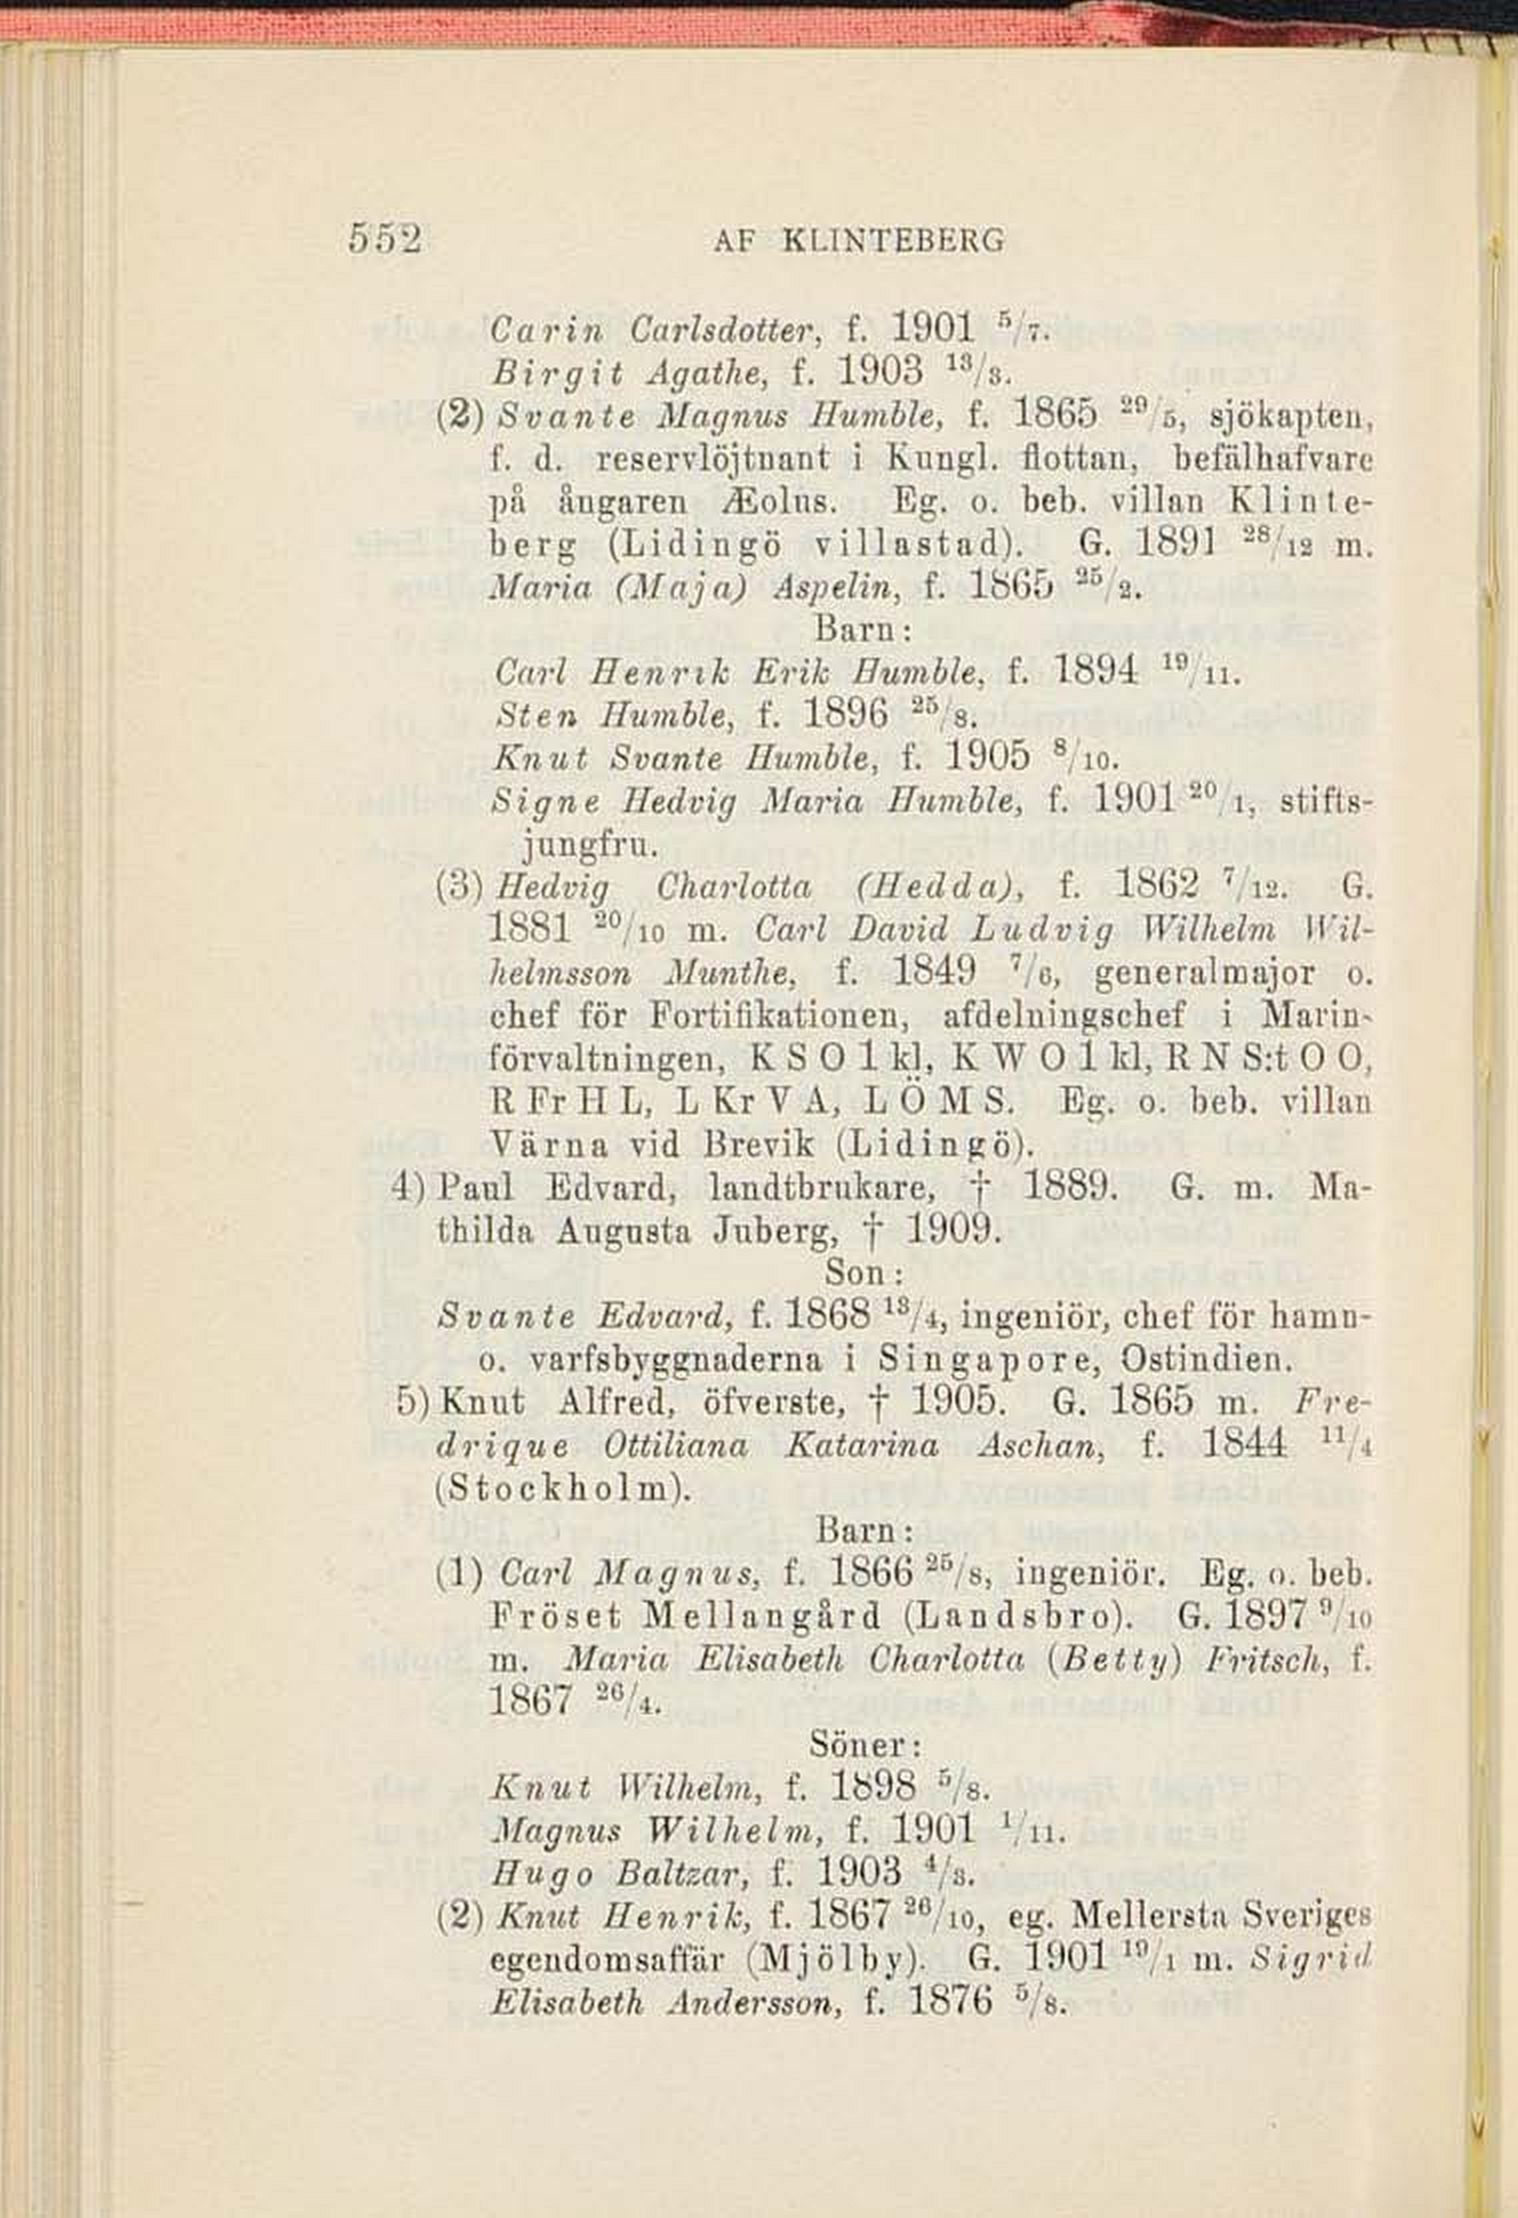 552 AF KLINTEBERG
Carin Carlsdotter, f. 1901 5/7.
Birgit Agathe, f. 1903 13/3.
(2) Svante Magnus Humble, f. 1865 29/5, sjökapten,
f. d. reservlöjtnant i Kungl. flottan, befälhafvare
på ångaren Æolus. Eg. o. beb. villan Klinte-
berg (Lidingö villastad). G. 1891 28/12 m.
Maria (Maja) Aspelin, f. 1865 25/2.
Barn:
Carl Henrik Erik Humble, f. 1894 19/11.
Sten Humble, f. 1896 25/8.
Knut Svante Humble, f. 1905 8/10.
Signe Hedvig Maria Humble, f. 1901 20/1, stifts-
jungfru.
(3) Hedvig Charlotta (Hedda), f. 1862 7/12. G.
1881 20/10 m. Carl David Ludvig Wilhelm Wil-
helmsson Munthe, f. 1849 7/6, generalmajor o.
chef för Fortifikationen, afdelningschef i Marin-
förvaltningen, K S O 1 kl, K W O 1 kl, R N S:t O O,
R Fr H L, L Kr V A, L Ö M S. Eg. o. beb. villan
Värna vid Brevik (Lidingö).
4) Paul Edvard, landtbrukare, † 1889. G. m. Ma-
thilda Augusta Juberg, † 1909.
Son:
Svante Edvard, f. 1868 13/4, ingeniör, chef för hamn-
o. varfsbyggnaderna i Singapore, Ostindien.
5) Knut Alfred, öfverste, † 1905. G. 1865 m. Fre-
drique Ottiliana Katarina Aschan, f. 1844 11/4
(Stockholm).
Barn:
(1) Carl Magnus, f. 1866 25/8, ingeniör. Eg. o. beb.
Fröset Mellangård (Landsbro). G. 1897 9/10
m. Maria Elisabeth Charlotta (Betty) Fritsch, f.
1867 26/4.
Söner:
Knut Wilhelm, f. 1898 5/8.
Magnus Wilhelm, f. 1901 1/11.
Hugo Baltzar, f. 1903 4/3.
(2) Knut Henrik, f. 1867 26/10, eg. Mellersta Sveriges
egendomsaffär (Mjölby). G. 1901 19/1 m. Sigrid
Elisabeth Andersson, f. 1876 5/8.